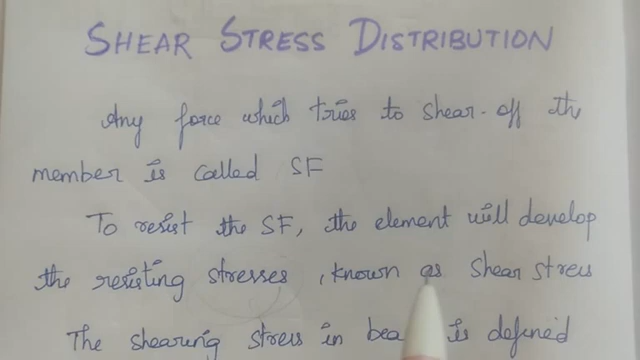 SHEAR STRESS DISTRIBUTION
Any force which tries to shear-off the
member is called SF
To resist the SF, the element will develop
the resisting stresses, known as Shear stress
The shearing stress in is defined